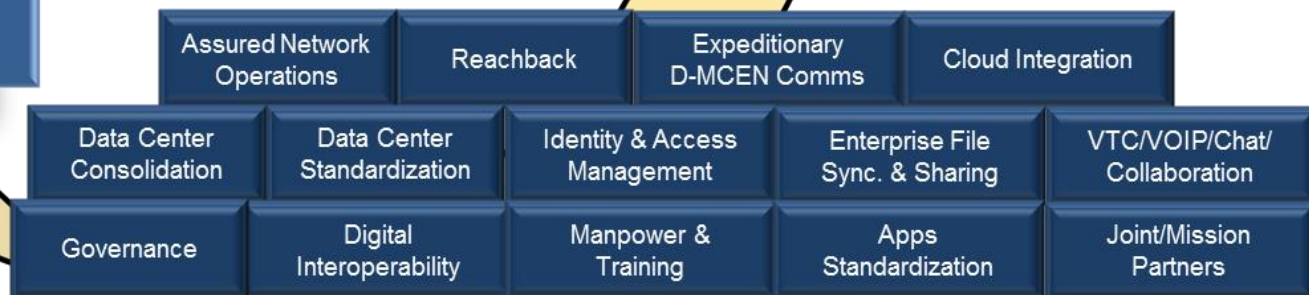 Assured Network
Operations
Reachback
Expeditionary
D-MCEN Comms
Cloud Integration
Data Center
Consolidation
Data Center
Standardization
Identity & Access
Management
Enterprise File
Sync. & Sharing
VTC/VOIP/Chat/
Collaboration
Governance
Digital
Interoperability
Manpower &
Training
Apps
Standardization
Joint/Mission
Partners